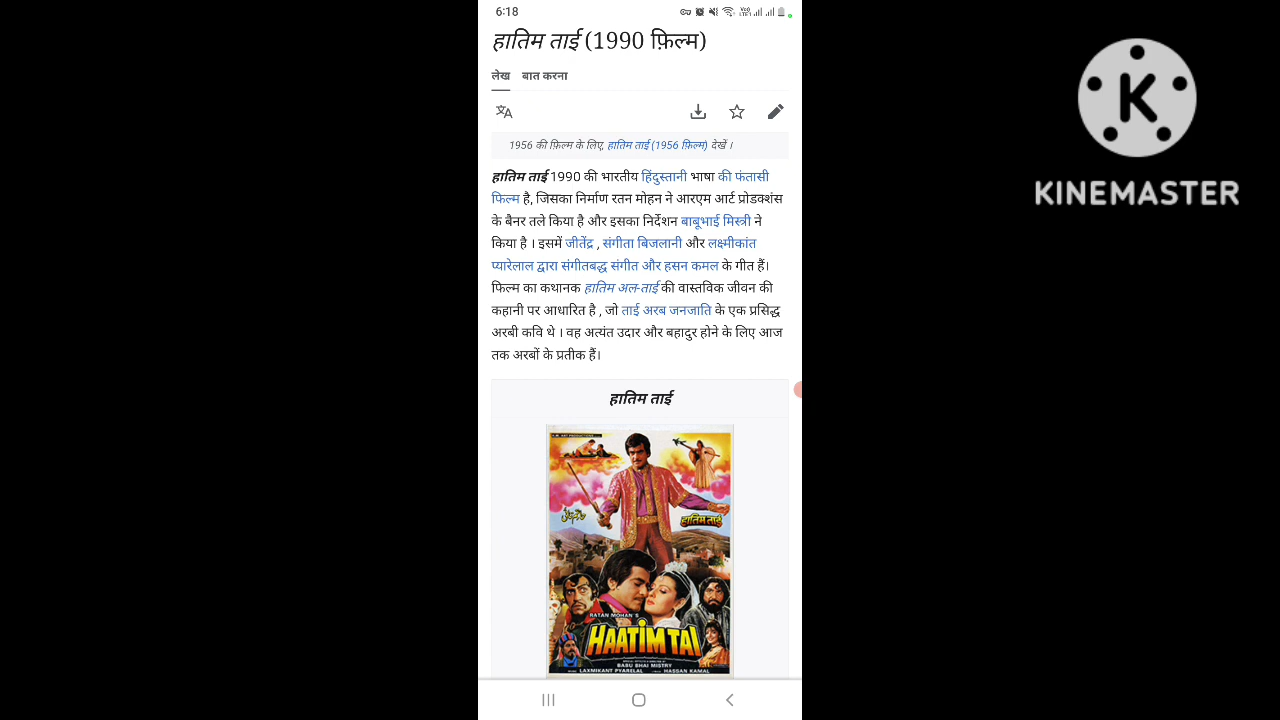 6:18
हातिम ताई (1990 फ़िल्म)
लेख बात करना
1956 की फ़िल्म के लिए, हातिम ताई (1956 फ़िल्म) देखें ।
हातिम ताई 1990 की भारतीय हिंदुस्तानी भाषा की फंतासी
फिल्म है, जिसका निर्माण रतन मोहन ने आरएम आर्ट प्रोडक्शंस
के बैनर तले किया है और इसका निर्देशन बाबूभाई मिस्त्री ने
किया है । इसमें जीतेंद्र , संगीता बिजलानी और लक्ष्मीकांत
प्यारेलाल द्वारा संगीतबद्ध संगीत और हसन कमल के गीत हैं।
फिल्म का कथानक हातिम अल-ताई की वास्तविक जीवन की
कहानी पर आधारित है , जो ताई अरब जनजाति के एक प्रसिद्ध
अरबी कवि थे । वह अत्यंत उदार और बहादुर होने के लिए आज
तक अरबों के प्रतीक हैं।
हातिम ताई
हातिम ताई
RATAN MOHAN'S
HAATIM TAI
BABU BHAI MISTRY
LAXMIKANT PYARELAL HASSAN KAMAL
K
KINEMASTER